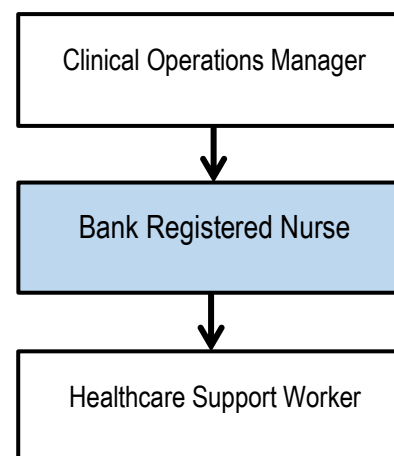 Clinical Operations Manager
Bank Registered Nurse
Healthcare Support Worker